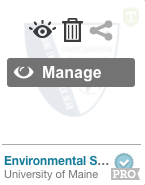 Manage
Environmental S...
University of Maine
PRO